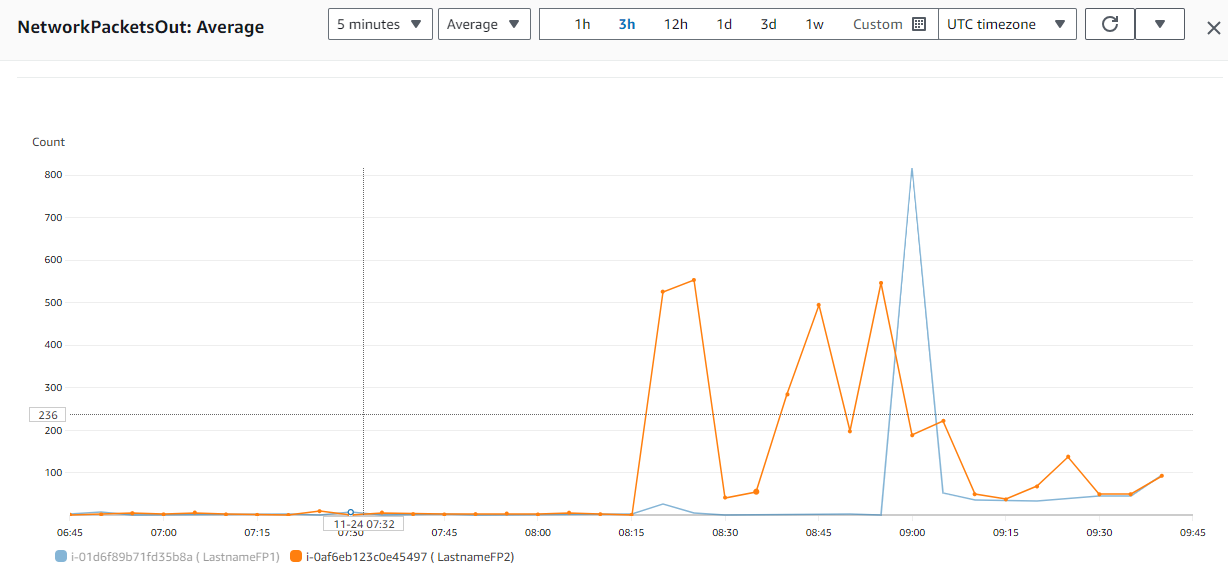 NetworkPacketsOut: Average
5 minutes
Average
1h 3h 12h 1d 3d 1w Custom
UTC timezone
Count
800
700
600
500
400
300
236
200
100
11-24 07:32
06:45 07:00 07:15 07:30 07:45 08:00 08:15 08:30 08:45 09:00 09:15 09:30 09:45
i-01d6f89b71fd35b8a ( LastnameFP1) i-0af6eb123c0e45497 ( LastnameFP2)